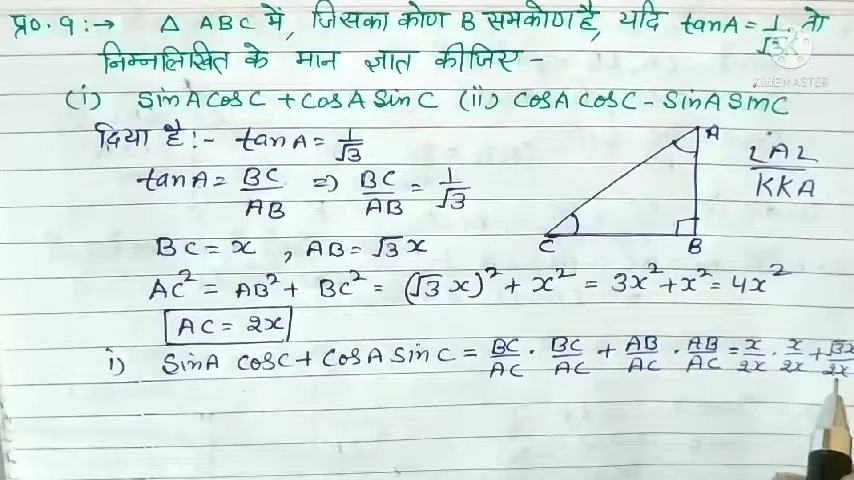 प्र०. 9 :→ Δ ABC में, जिसका कोण B समकोण है, यदि tanA = 1/√3, तो
निम्नलिखित के मान ज्ञात कीजिए -
KINEMASTER
(i) SinA CosC + CosA SinC (ii) CosA CosC - SinA SinC
दिया है :- tanA = 1/√3
tanA = BC/AB => BC/AB = 1/√3
A
LAL/KKA
C B
BC = x , AB = √3x
AC² = AB² + BC² = (√3x)² + x² = 3x² + x² = 4x²
AC = 2x
i) SinA CosC + CosA SinC = BC/AC . BC/AC + AB/AC . AB/AC = x/2x . x/2x + √3x/2x